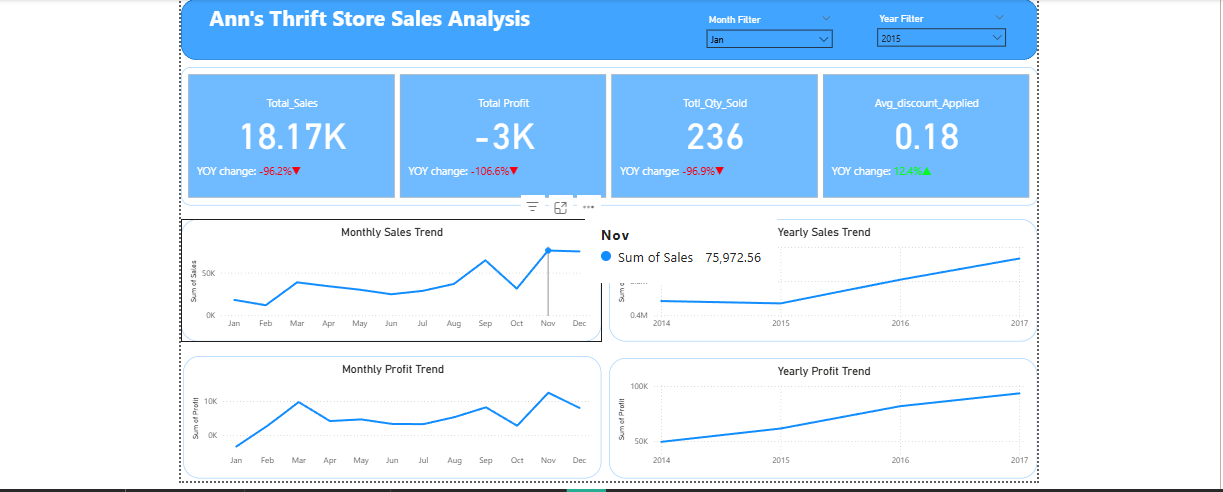 Ann's Thrift Store Sales Analysis
Month Filter
Jan
Year Filter
2015
Total_Sales
18.17K
YOY change: -96.2%▼
Total Profit
-3K
YOY change: -106.6%▼
Totl_Qty_Sold
236
YOY change: -96.9%▼
Avg_discount_Applied
0.18
YOY change: 12.4%▲
Monthly Sales Trend
Sum of Sales
50K
0K
Jan Feb Mar Apr May Jun Jul Aug Sep Oct Nov Dec
Nov
Sum of Sales 75,972.56
Yearly Sales Trend
0.4M
2014 2015 2016 2017
Monthly Profit Trend
Sum of Profit
10K
0K
Jan Feb Mar Apr May Jun Jul Aug Sep Oct Nov Dec
Yearly Profit Trend
Sum of Profit
100K
50K
2014 2015 2016 2017